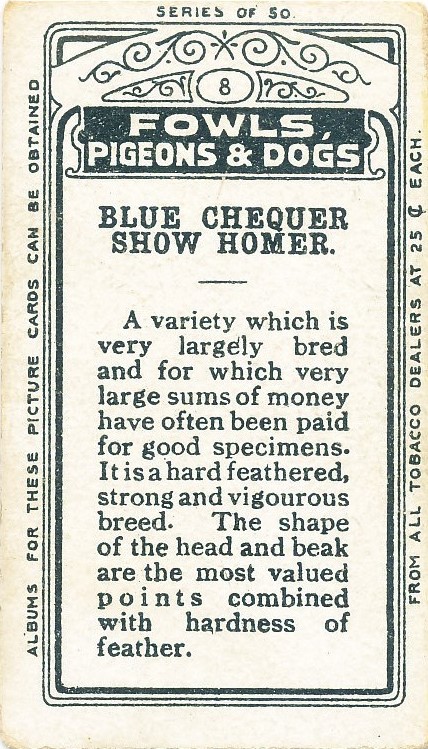 SERIES OF 50.
8
FOWLS,
PIGEONS & DOGS
BLUE CHEQUER
SHOW HOMER.
A variety which is
very largely bred
and for which very
large sums of money
have often been paid
for good specimens.
It is a hard feathered,
strong and vigourous
breed. The shape
of the head and beak
are the most valued
points combined
with hardness of
feather.
ALBUMS FOR THESE PICTURE CARDS CAN BE OBTAINED
FROM ALL TOBACCO DEALERS AT 25 ¢ EACH.